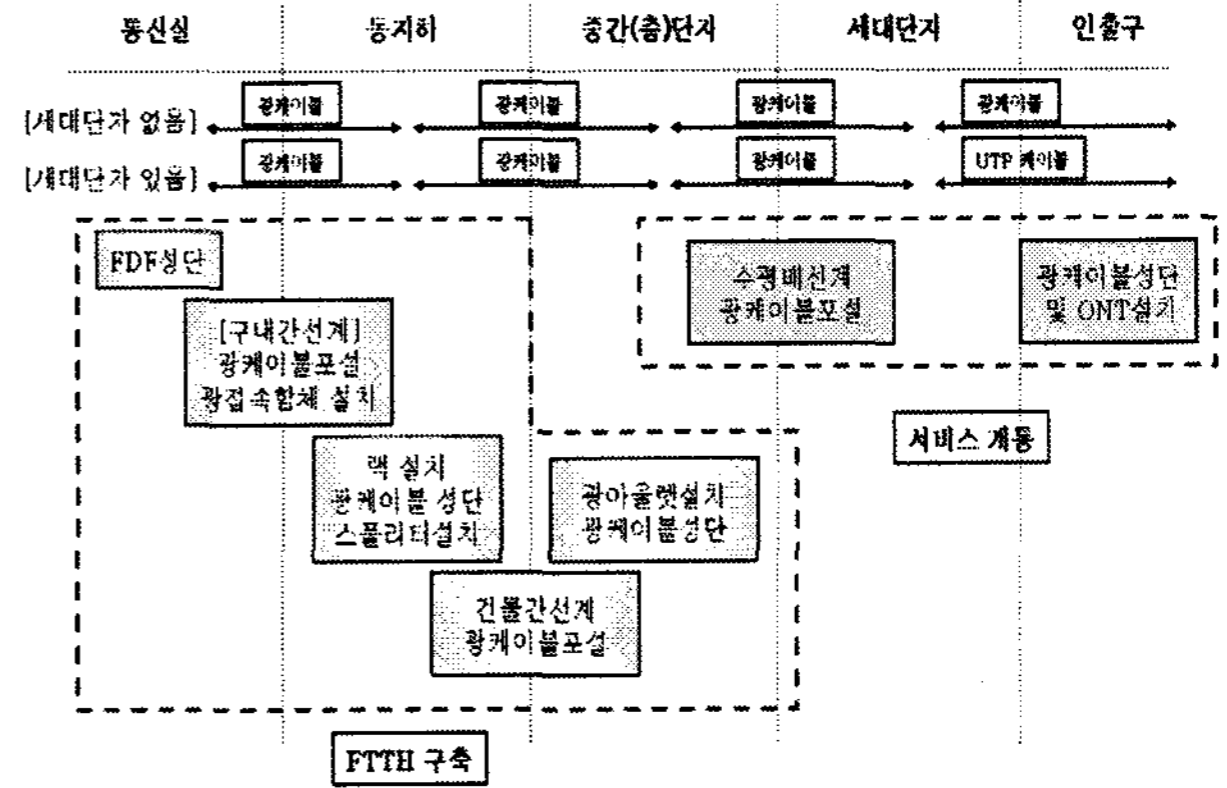 통신실 동지하 중간(층)단자 세대단자 인출구
[세대단자 없음] 광케이블 광케이블 광케이블 광케이블
[세대단자 있음] 광케이블 광케이블 광케이블 UTP 케이블
FDF성단
[구내간선계]
광케이블포설
광접속함체 설치
랙 설치
광케이블 성단
스플리터설치
광아울렛설치
광케이블성단
건물간선계
광케이블포설
수평배선계
광케이블포설
광케이블성단
및 ONT설치
서비스 개통
FTTH 구축